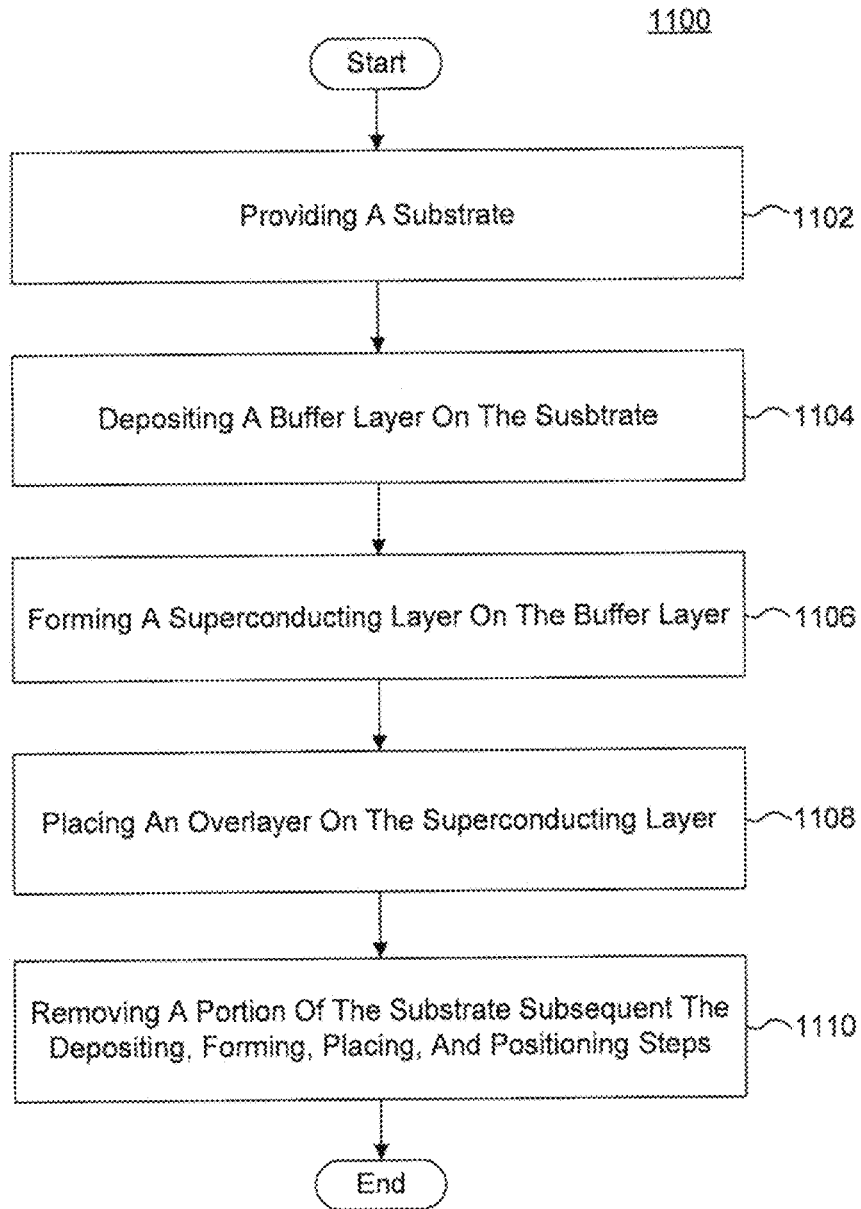 1100
Start
Providing A Substrate
1102
Depositing A Buffer Layer On The Susbtrate
1104
Forming A Superconducting Layer On The Buffer Layer
1106
Placing An Overlayer On The Superconducting Layer
1108
Removing A Portion Of The Substrate Subsequent The
Depositing, Forming, Placing, And Positioning Steps
1110
End